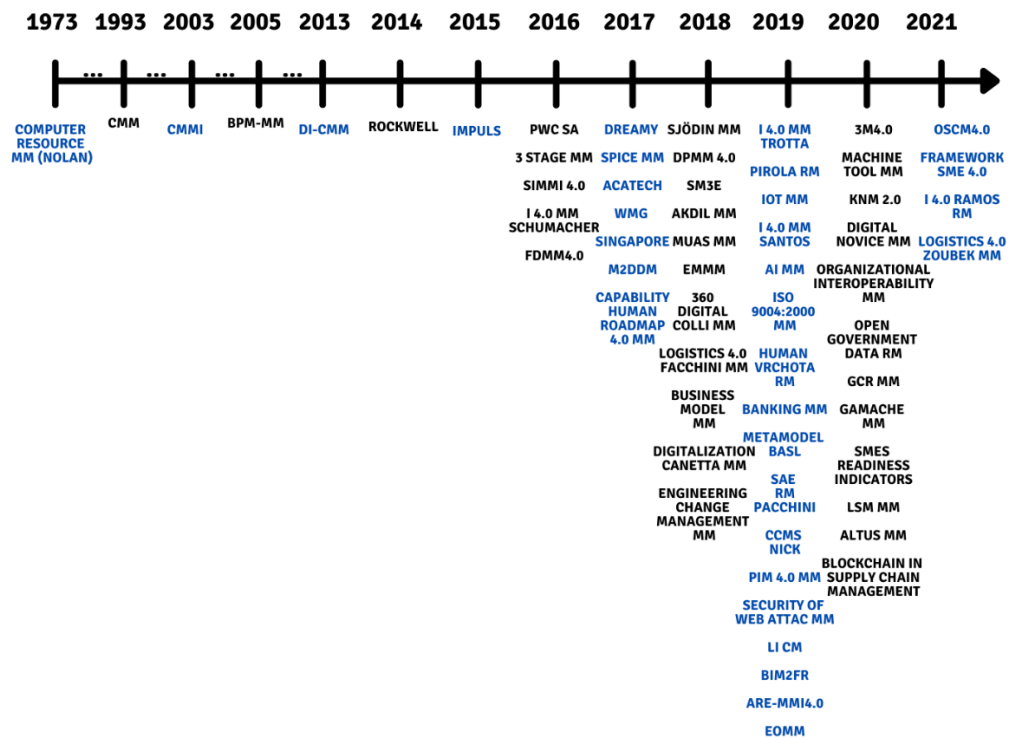 1973 1993 2003 2005 2013 2014 2015 2016 2017 2018 2019 2020 2021
... ... ... ...
COMPUTER
RESOURCE
MM (NOLAN)
CMM
CMMI
BPM-MM
DI-CMM
ROCKWELL
IMPULS
PWC SA
3 STAGE MM
SIMMI 4.0
I 4.0 MM
SCHUMACHER
FDMM4.0
DREAMY
SPICE MM
ACATECH
WMG
SINGAPORE
M2DDM
CAPABILITY
HUMAN
ROADMAP
4.0 MM
SJÖDIN MM
DPMM 4.0
SM3E
AKDIL MM
MUAS MM
EMMM
360
DIGITAL
COLLI MM
LOGISTICS 4.0
FACCHINI MM
BUSINESS
MODEL
MM
DIGITALIZATION
CANETTA MM
ENGINEERING
CHANGE
MANAGEMENT
MM
I 4.0 MM
TROTTA
PIROLA RM
IOT MM
I 4.0 MM
SANTOS
AI MM
ISO
9004:2000
MM
HUMAN
VRCHOTA
RM
BANKING MM
METAMODEL
BASL
SAE
RM
PACCHINI
CCMS
NICK
PIM 4.0 MM
SECURITY OF
WEB ATTAC MM
LI CM
BIM2FR
ARE-MMI4.0
EOMM
3M4.0
MACHINE
TOOL MM
KNM 2.0
DIGITAL
NOVICE MM
ORGANIZATIONAL
INTEROPERABILITY
MM
OPEN
GOVERNMENT
DATA RM
GCR MM
GAMACHE
MM
SMES
READINESS
INDICATORS
LSM MM
ALTUS MM
BLOCKCHAIN IN
SUPPLY CHAIN
MANAGEMENT
OSCM4.0
FRAMEWORK
SME 4.0
I 4.0 RAMOS
RM
LOGISTICS 4.0
ZOUBEK MM